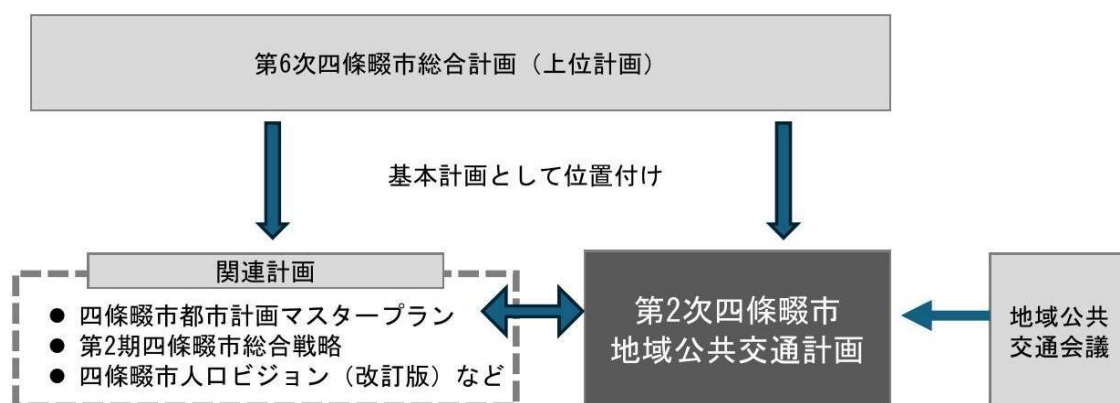 第6次四條畷市総合計画（上位計画）
基本計画として位置付け
関連計画
● 四條畷市都市計画マスタープラン
● 第2期四條畷市総合戦略
● 四條畷市人口ビジョン（改訂版）など
第2次四條畷市
地域公共交通計画
地域公共
交通会議